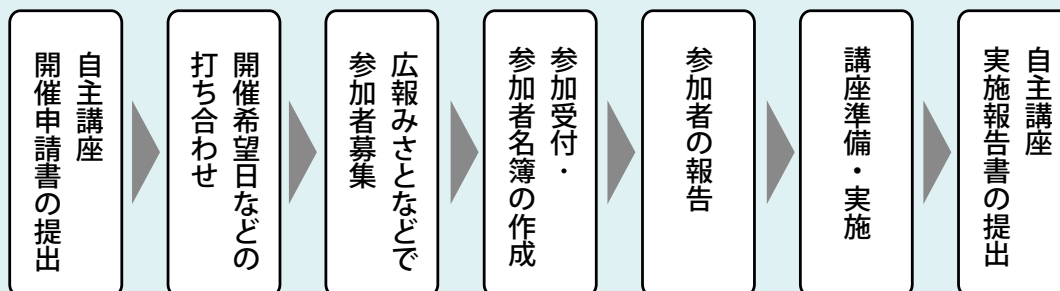 自主講座
開催申請書の提出
開催希望日などの
打ち合わせ
広報みさとなどで
参加者募集
参加受付・
参加者名簿の作成
参加者の報告
講座準備・実施
自主講座
実施報告書の提出